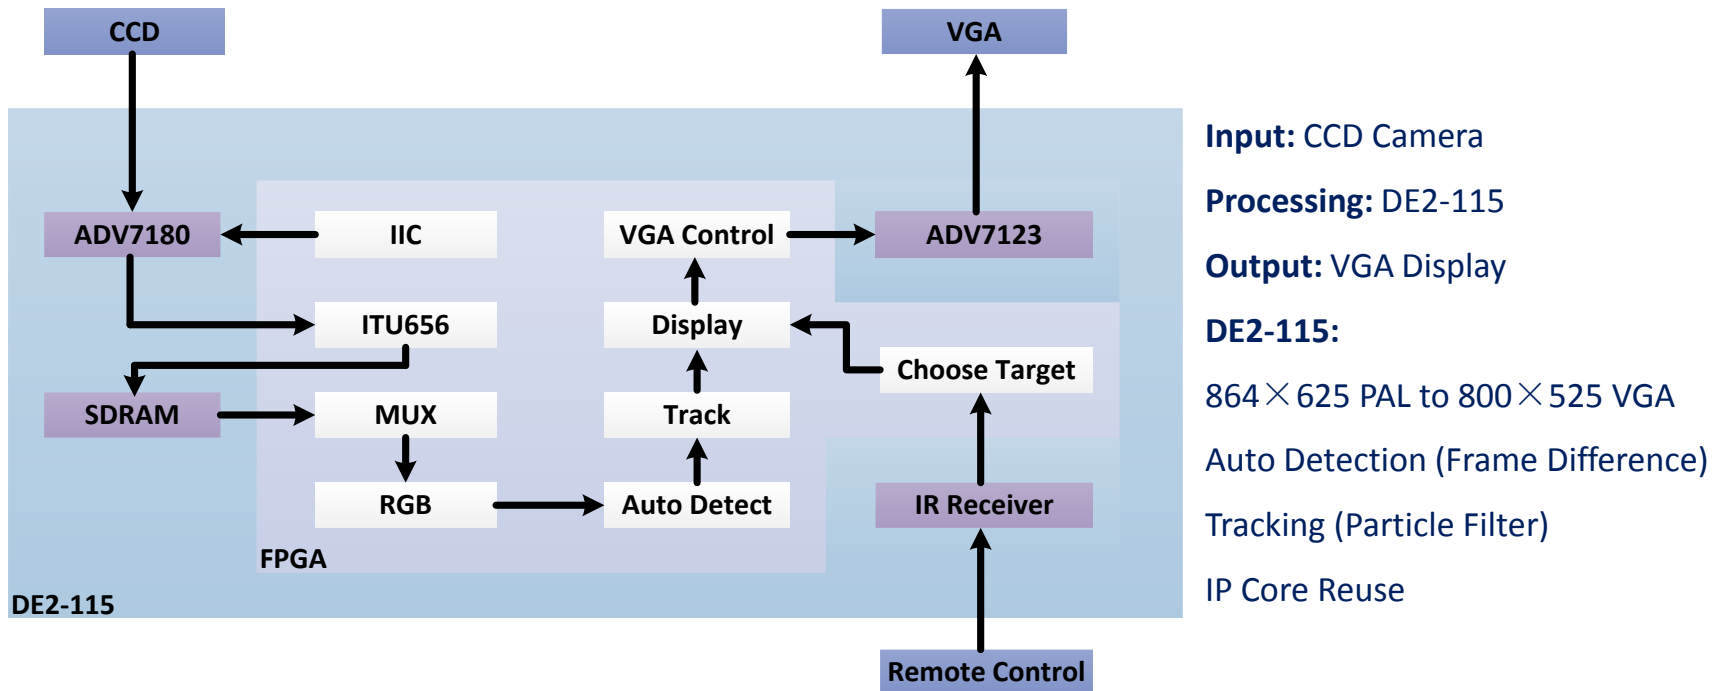 CCD
VGA
ADV7180
IIC
VGA Control
ADV7123
ITU656
Display
Choose Target
SDRAM
MUX
Track
RGB
Auto Detect
IR Receiver
FPGA
DE2-115
Remote Control
Input: CCD Camera
Processing: DE2-115
Output: VGA Display
DE2-115:
864×625 PAL to 800×525 VGA
Auto Detection (Frame Difference)
Tracking (Particle Filter)
IP Core Reuse